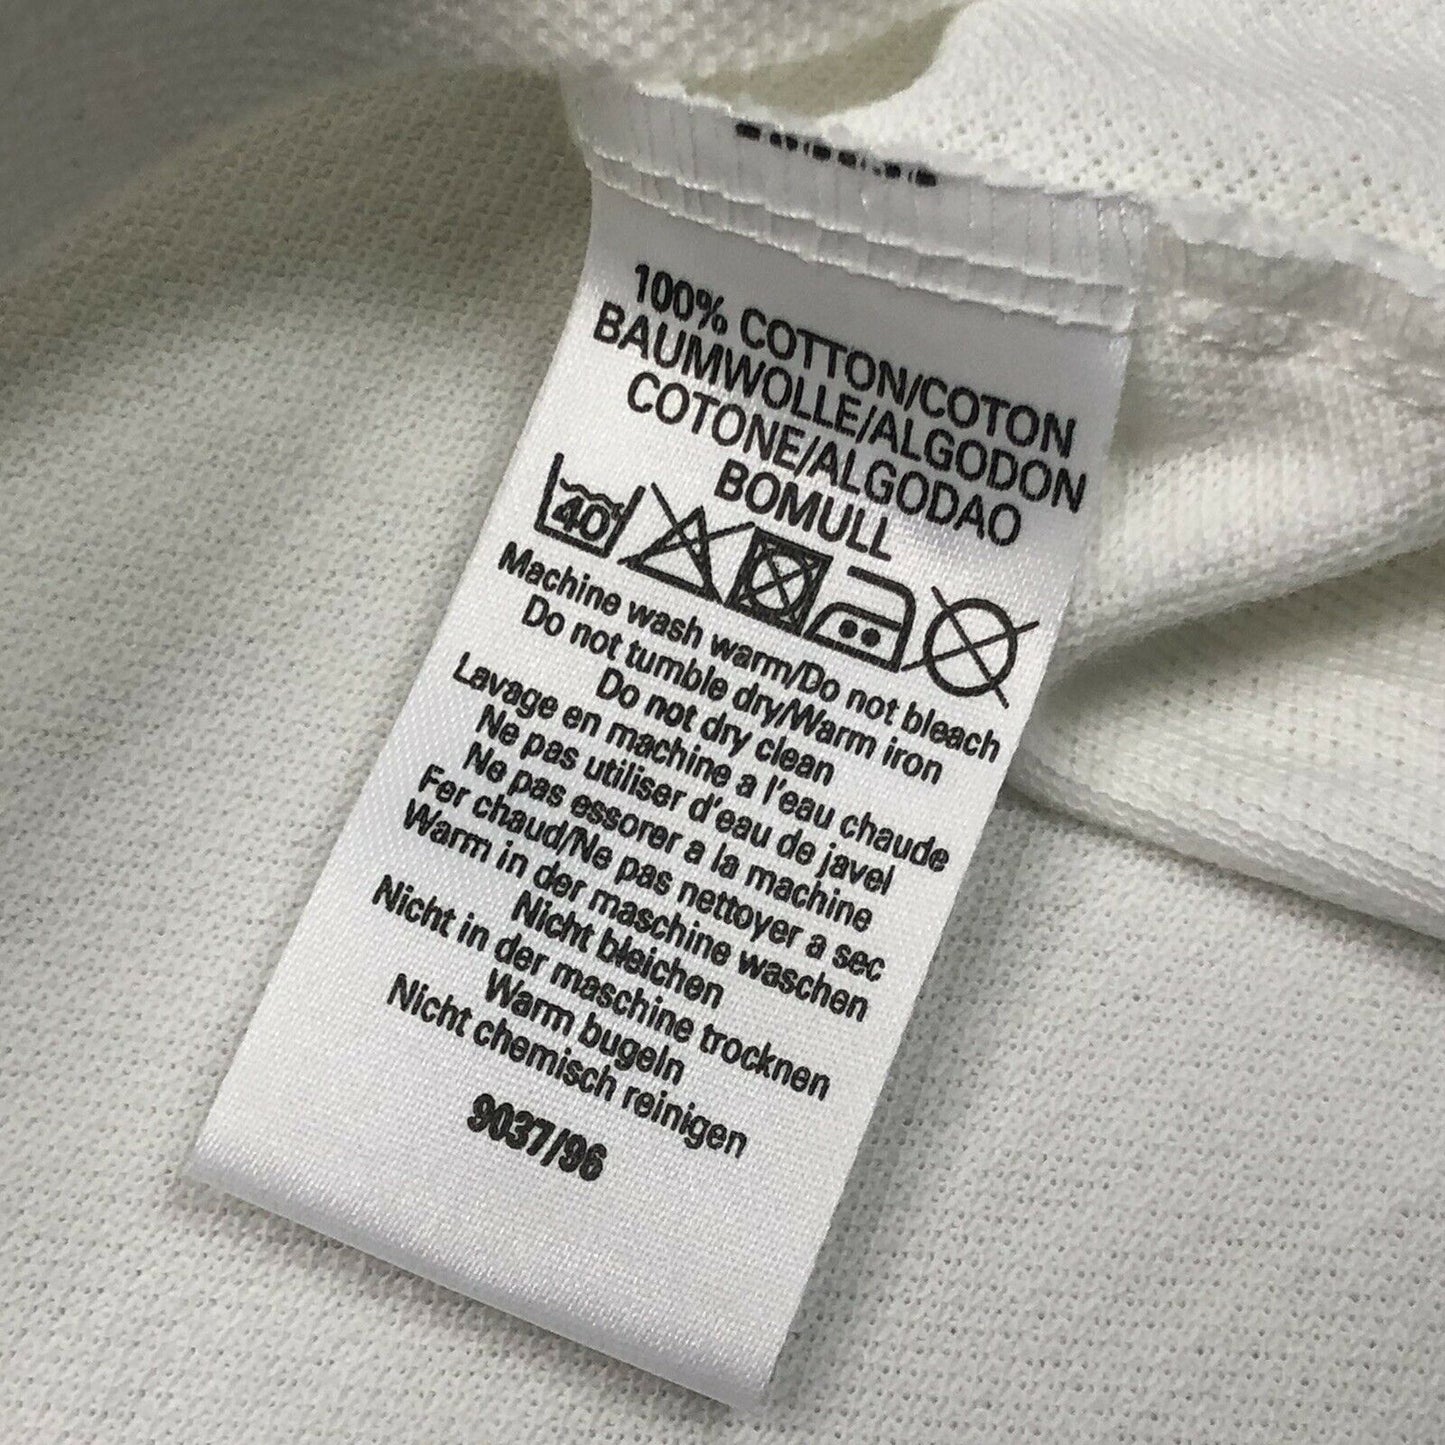 100% COTTON/COTON
BAUMWOLLE/ALGODON
COTONE/ALGODAO
BOMULL
40
Machine wash warm/Do not bleach
Do not tumble dry/Warm iron
Do not dry clean
Lavage en machine a l'eau chaude
Ne pas utiliser d'eau de javel
Ne pas essorer a la machine
Fer chaud/Ne pas nettoyer a sec
Warm in der maschine waschen
Nicht bleichen
Nicht in der maschine trocknen
Warm bugeln
Nicht chemisch reinigen
9037/96